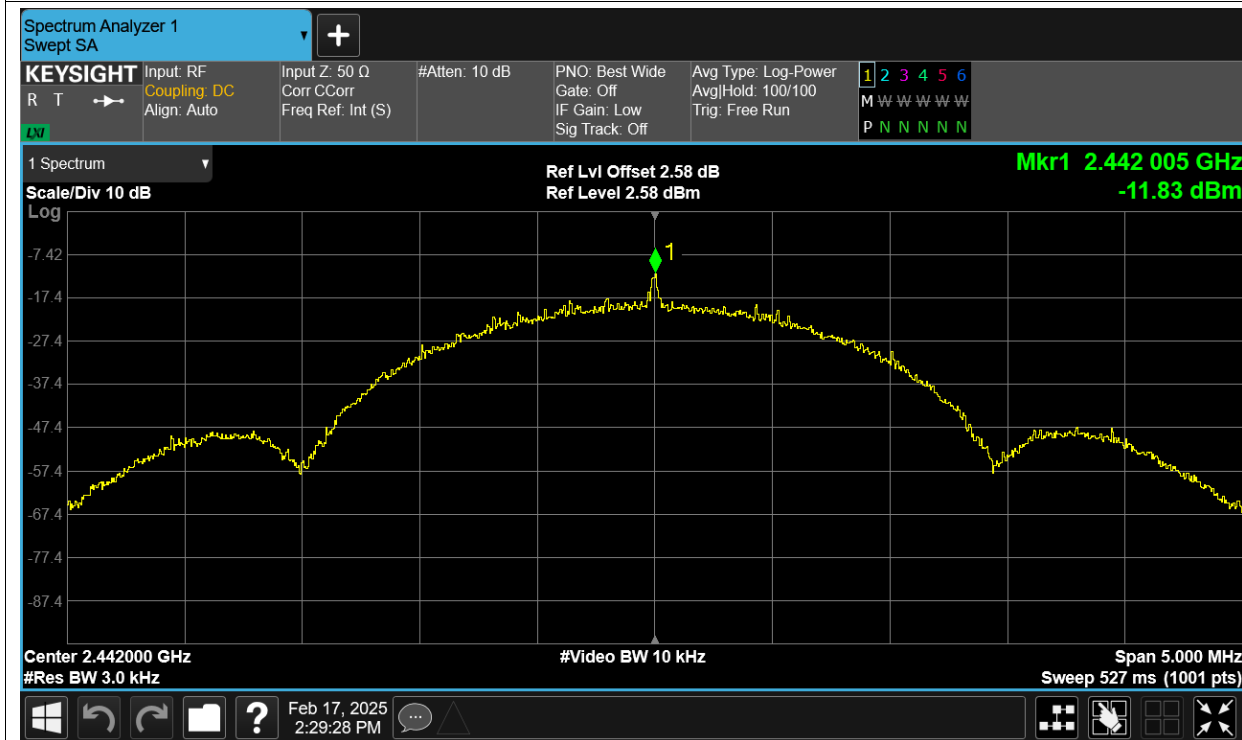 Spectrum Analyzer 1
Swept SA
+
KEYSIGHT
R T
LXI
Input: RF
Coupling: DC
Align: Auto
Input Z: 50 Ω
Corr CCorr
Freq Ref: Int (S)
#Atten: 10 dB
PNO: Best Wide
Gate: Off
IF Gain: Low
Sig Track: Off
Avg Type: Log-Power
Avg|Hold: 100/100
Trig: Free Run
1 2 3 4 5 6
M W W W W W
P N N N N N
1 Spectrum
Scale/Div 10 dB
Log
Ref Lvl Offset 2.58 dB
Ref Level 2.58 dBm
Mkr1 2.442 005 GHz
-11.83 dBm
1
-7.42
-17.4
-27.4
-37.4
-47.4
-57.4
-67.4
-77.4
-87.4
Center 2.442000 GHz
#Res BW 3.0 kHz
#Video BW 10 kHz
Span 5.000 MHz
Sweep 527 ms (1001 pts)
?
Feb 17, 2025
2:29:28 PM